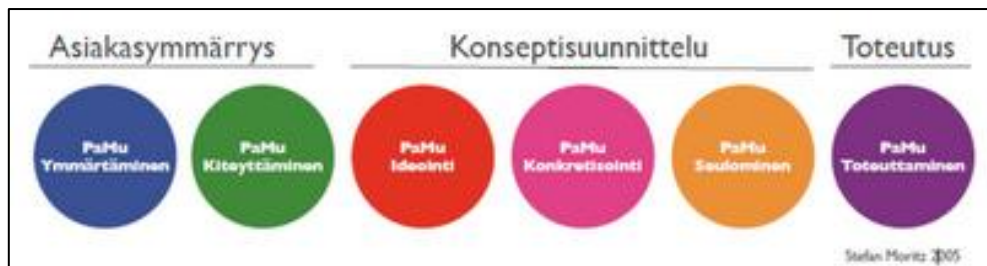 Asiakasymmärrys
Konseptisuunnittelu
Toteutus
PaMu
Ymmärtäminen
PaMu
Kiteyttäminen
PaMu
Ideointi
PaMu
Konkretisointi
PaMu
Seulominen
PaMu
Toteuttaminen
Stefan Moritz 2005